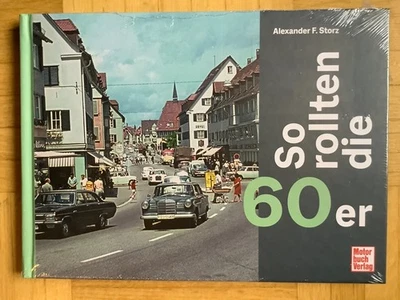 Alexander F. Storz
So
rollten
die
60er
Motor
buch
Verlag